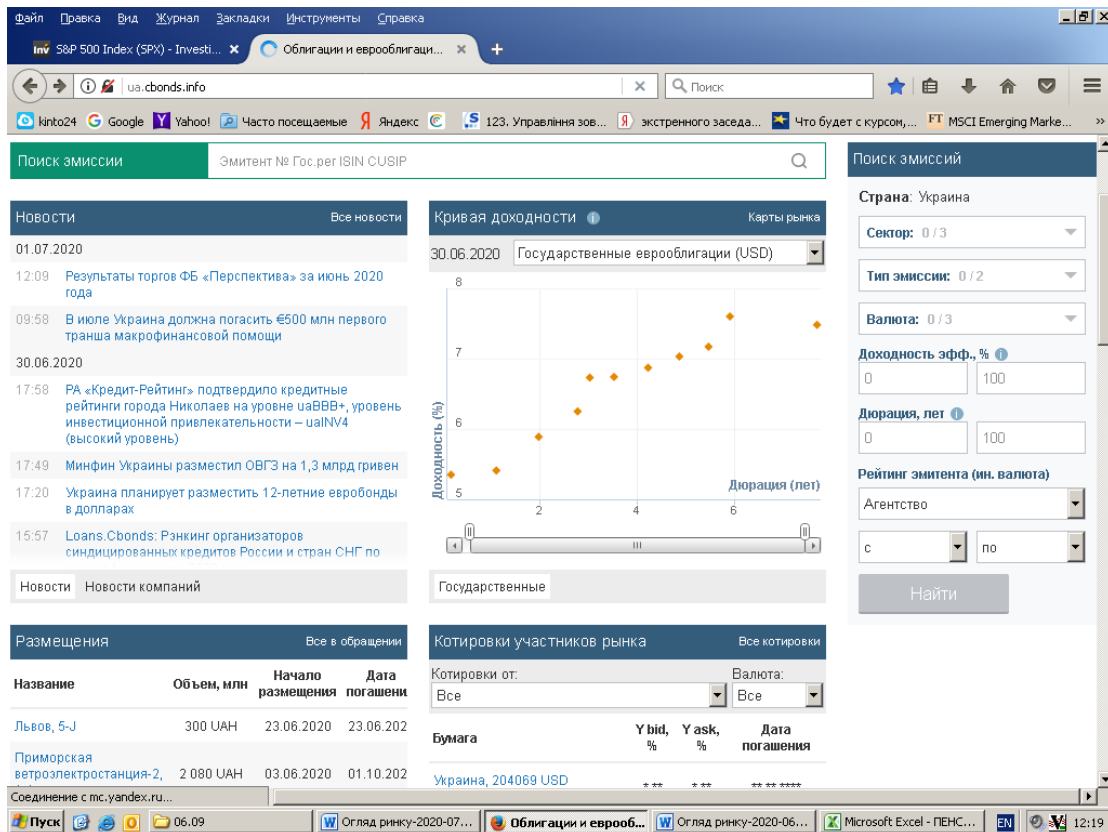 Файл Правка Вид Журнал Закладки Инструменты Справка
Inv S&P 500 Index (SPX) - Investi...
Облигации и еврооблигаци...
ua.cbonds.info
Поиск
kinto24 Google Yahoo! Часто посещаемые Яндекс 123. Управління зов... экстренного заседа... Что будет с курсом,... FT MSCI Emerging Marke... »
Поиск эмиссии
Эмитент № Гос.рег ISIN CUSIP
Новости Все новости
01.07.2020
12:09 Результаты торгов ФБ «Перспектива» за июнь 2020
года
09:58 В июле Украина должна погасить €500 млн первого
транша макрофинансовой помощи
30.06.2020
17:58 РА «Кредит-Рейтинг» подтвердило кредитные
рейтинги города Николаев на уровне uaBBB+, уровень
инвестиционной привлекательности – uaINV4
(высокий уровень)
17:49 Минфин Украины разместил ОВГЗ на 1,3 млрд гривен
17:20 Украина планирует разместить 12-летние евробонды
в долларах
15:57 Loans.Cbonds: Рэнкинг организаторов
синдицированных кредитов России и стран СНГ по
Новости Новости компаний
Кривая доходности Карты рынка
30.06.2020 Государственные еврооблигации (USD)
8
7
6
5
Доходность (%)
Дюрация (лет)
2 4 6
Государственные
Поиск эмиссий
Страна: Украина
Сектор: 0 / 3
Тип эмиссии: 0 / 2
Валюта: 0 / 3
Доходность эфф., %
0 100
Дюрация, лет
0 100
Рейтинг эмитента (ин. валюта)
Агентство
с по
Найти
Размещения Все в обращении
Название Объем, млн Начало размещения Дата погашени
Львов, 5-J 300 UAH 23.06.2020 23.06.202
Приморская
ветроэлектростанция-2, 2 080 UAH 03.06.2020 01.10.202
Котировки участников рынка Все котировки
Котировки от: Валюта:
Все Все
Бумага Y bid, % Y ask, % Дата погашения
Украина, 204069 USD *.** *.** **.**.****
Соединение с mc.yandex.ru...
Пуск 06.09 Огляд ринку-2020-07... Облигации и евробб... Огляд ринку-2020-06... Microsoft Excel - ПЕНС... EN 12:19